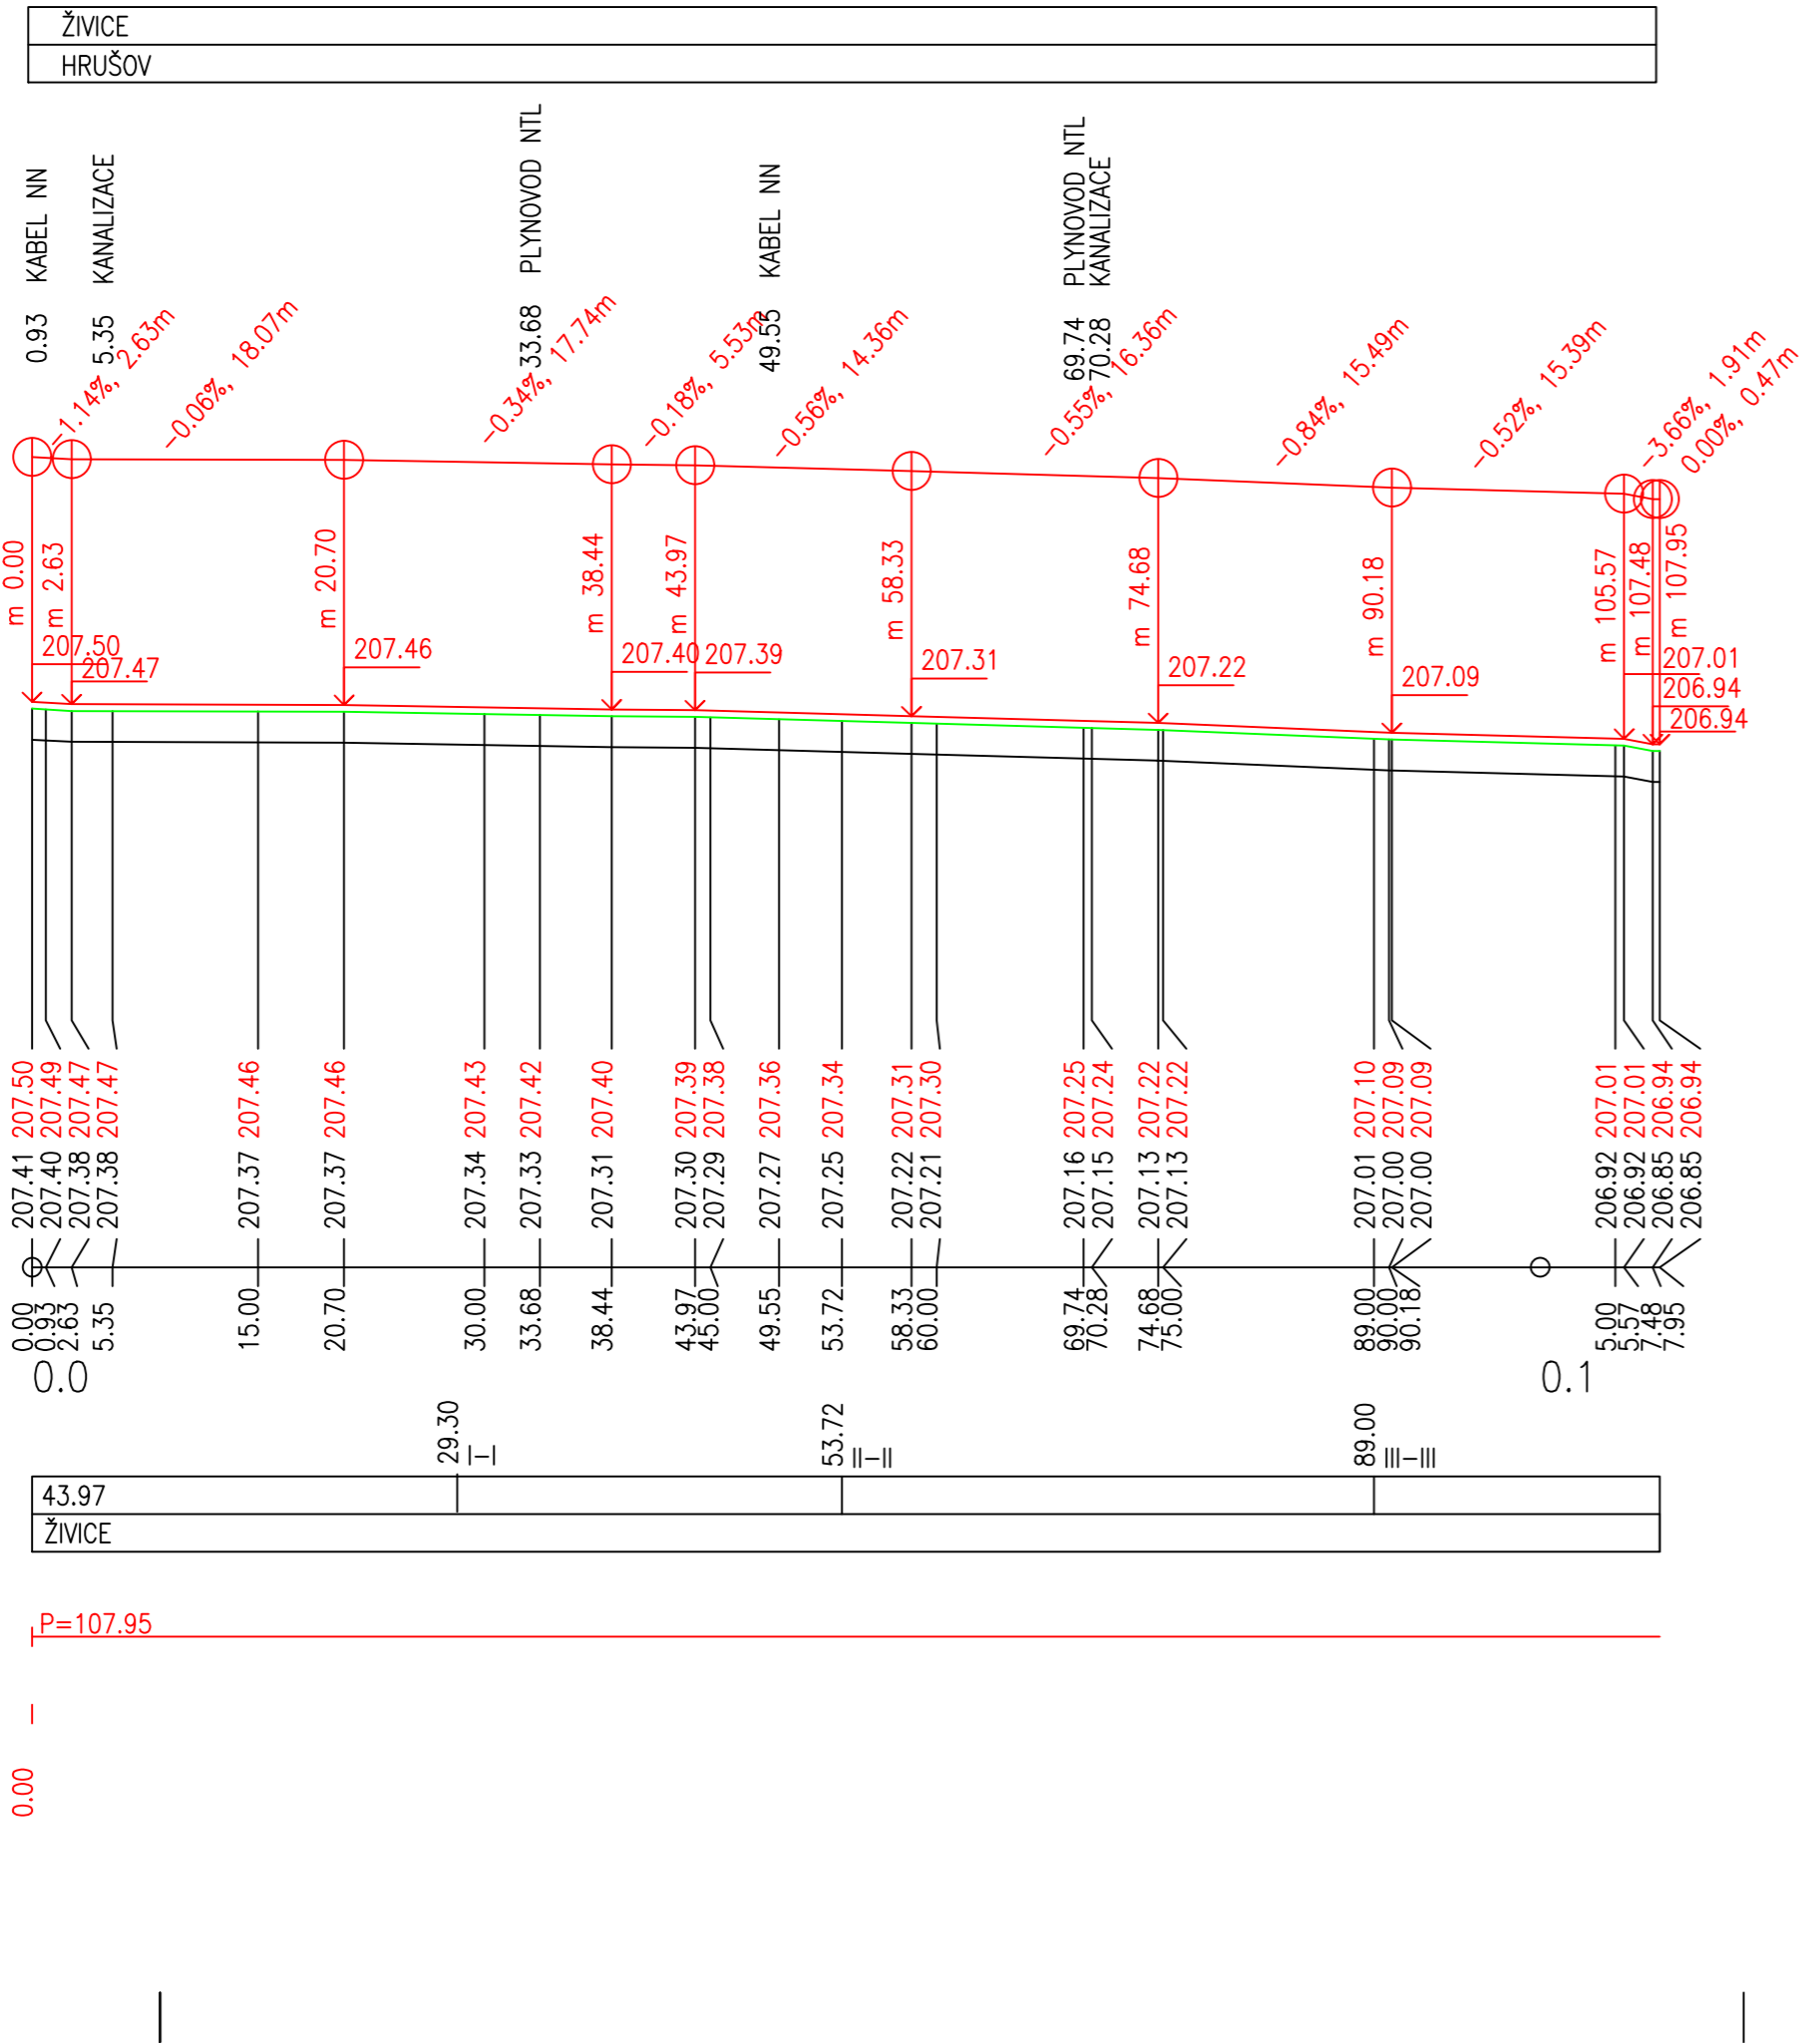 ŽIVICE
HRUŠOV
0.93 KABEL NN
5.35 KANALIZACE
33.68 PLYNOVOD NTL
49.55 KABEL NN
69.74 PLYNOVOD NTL
70.28 KANALIZACE
-1.14%, 2.63m
-0.06%, 18.07m
-0.34%, 17.74m
-0.18%, 5.53m
-0.56%, 14.36m
-0.55%, 16.36m
-0.84%, 15.49m
-0.52%, 15.39m
-3.66%, 1.91m
0.00%, 0.47m
m 0.00
m 2.63
m 20.70
m 38.44
m 43.97
m 58.33
m 74.68
m 90.18
m 105.57
m 107.48
m 107.95
207.50
207.47
207.46
207.40
207.39
207.31
207.22
207.09
207.01
206.94
206.94
207.41 207.50
207.40 207.49
207.38 207.47
207.38 207.47
207.37 207.46
207.37 207.46
207.34 207.43
207.33 207.42
207.31 207.40
207.30 207.39
207.29 207.38
207.27 207.36
207.25 207.34
207.22 207.31
207.21 207.30
207.16 207.25
207.15 207.24
207.13 207.22
207.13 207.22
207.01 207.10
207.00 207.09
207.00 207.09
206.92 207.01
206.92 207.01
206.85 206.94
206.85 206.94
0.00
0.93
2.63
5.35
15.00
20.70
30.00
33.68
38.44
43.97
45.00
49.55
53.72
58.33
60.00
69.74
70.28
74.68
75.00
89.00
90.00
90.18
5.00
5.57
7.48
7.95
0.0
0.1
29.30 I-I
53.72 II-II
89.00 III-III
43.97
ŽIVICE
P=107.95
0.00